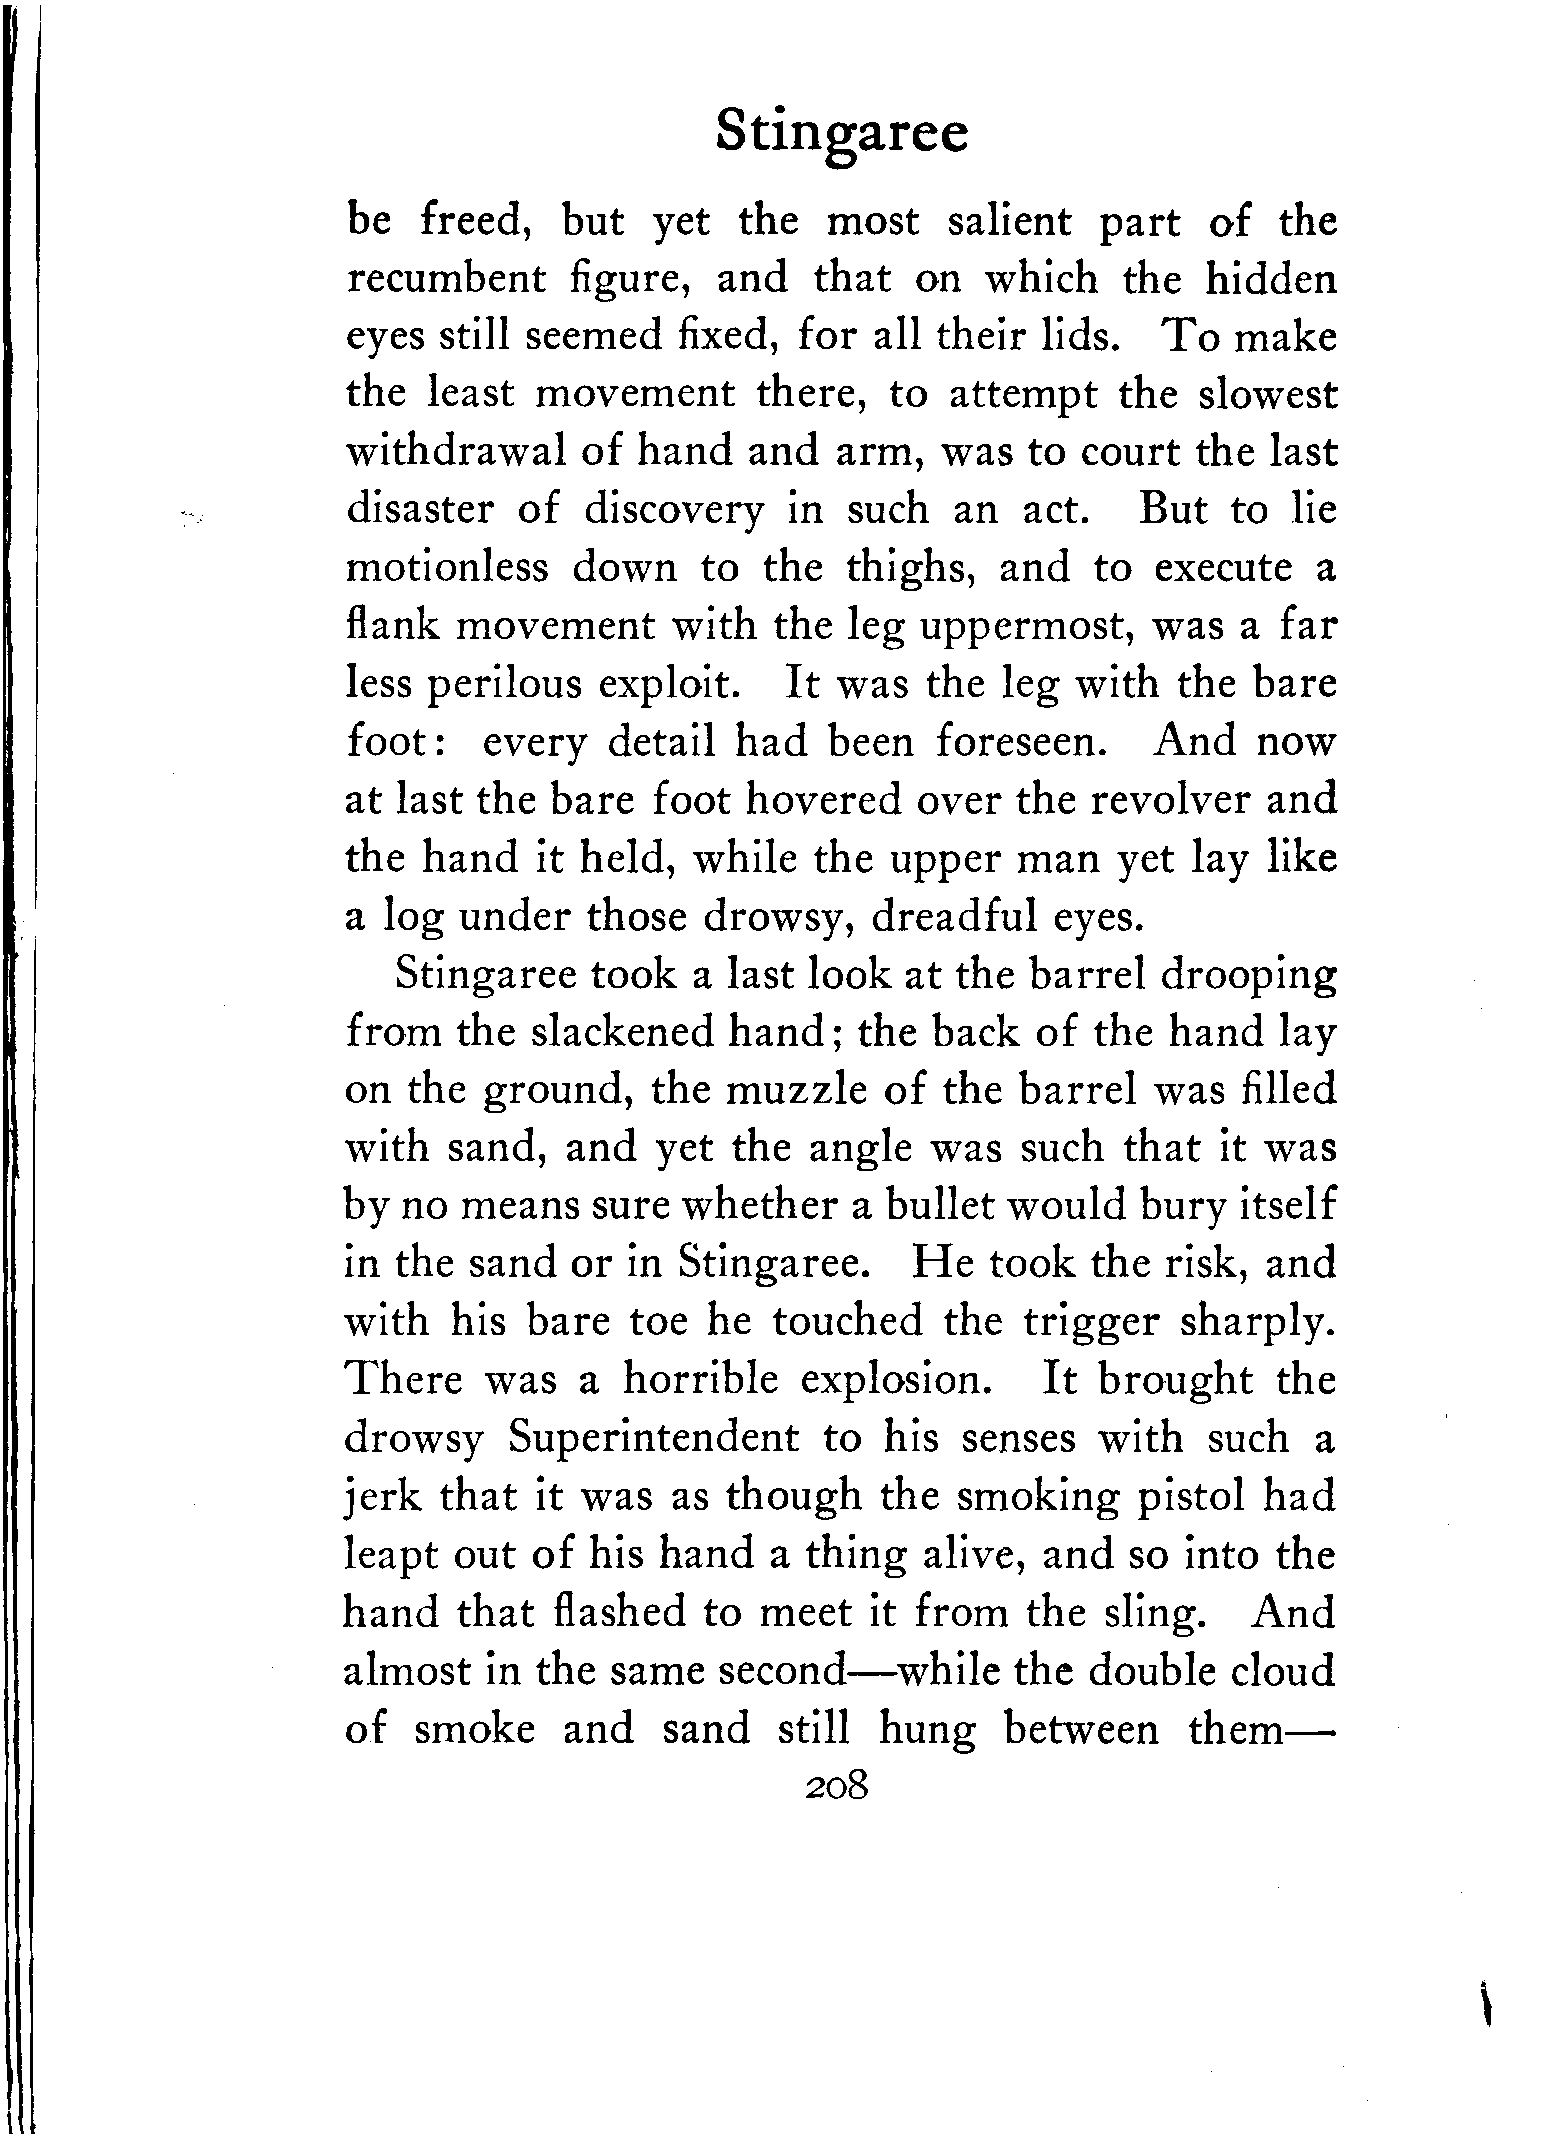 Stingaree
be freed, but yet the most salient part of the
recumbent figure, and that on which the hidden
eyes still seemed fixed, for all their lids. To make
the least movement there, to attempt the slowest
withdrawal of hand and arm, was to court the last
disaster of discovery in such an act. But to lie
motionless down to the thighs, and to execute a
flank movement with the leg uppermost, was a far
less perilous exploit. It was the leg with the bare
foot: every detail had been foreseen. And now
at last the bare foot hovered over the revolver and
the hand it held, while the upper man yet lay like
a log under those drowsy, dreadful eyes.
Stingaree took a last look at the barrel drooping
from the slackened hand; the back of the hand lay
on the ground, the muzzle of the barrel was filled
with sand, and yet the angle was such that it was
by no means sure whether a bullet would bury itself
in the sand or in Stingaree. He took the risk, and
with his bare toe he touched the trigger sharply.
There was a horrible explosion. It brought the
drowsy Superintendent to his senses with such a
jerk that it was as though the smoking pistol had
leapt out of his hand a thing alive, and so into the
hand that flashed to meet it from the sling. And
almost in the same second—while the double cloud
of smoke and sand still hung between them—
208